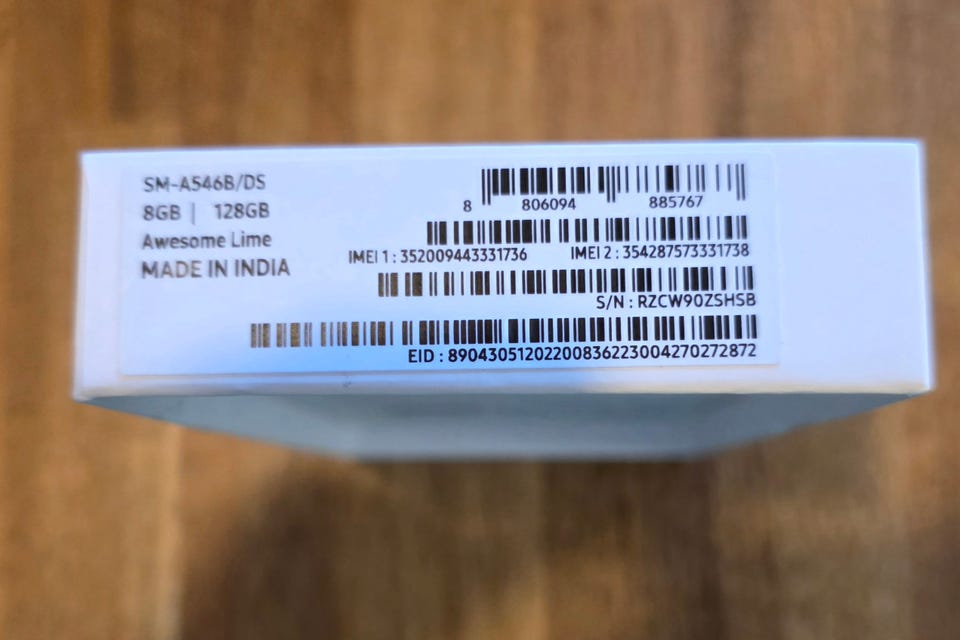 SM-A546B/DS
8GB | 128GB
Awesome Lime
MADE IN INDIA
8 806094 885767
IMEI 1 : 352009443331736 IMEI 2 : 354287573331738
S/N : RZCW90ZSHSB
EID : 89043051202200836223004270272872